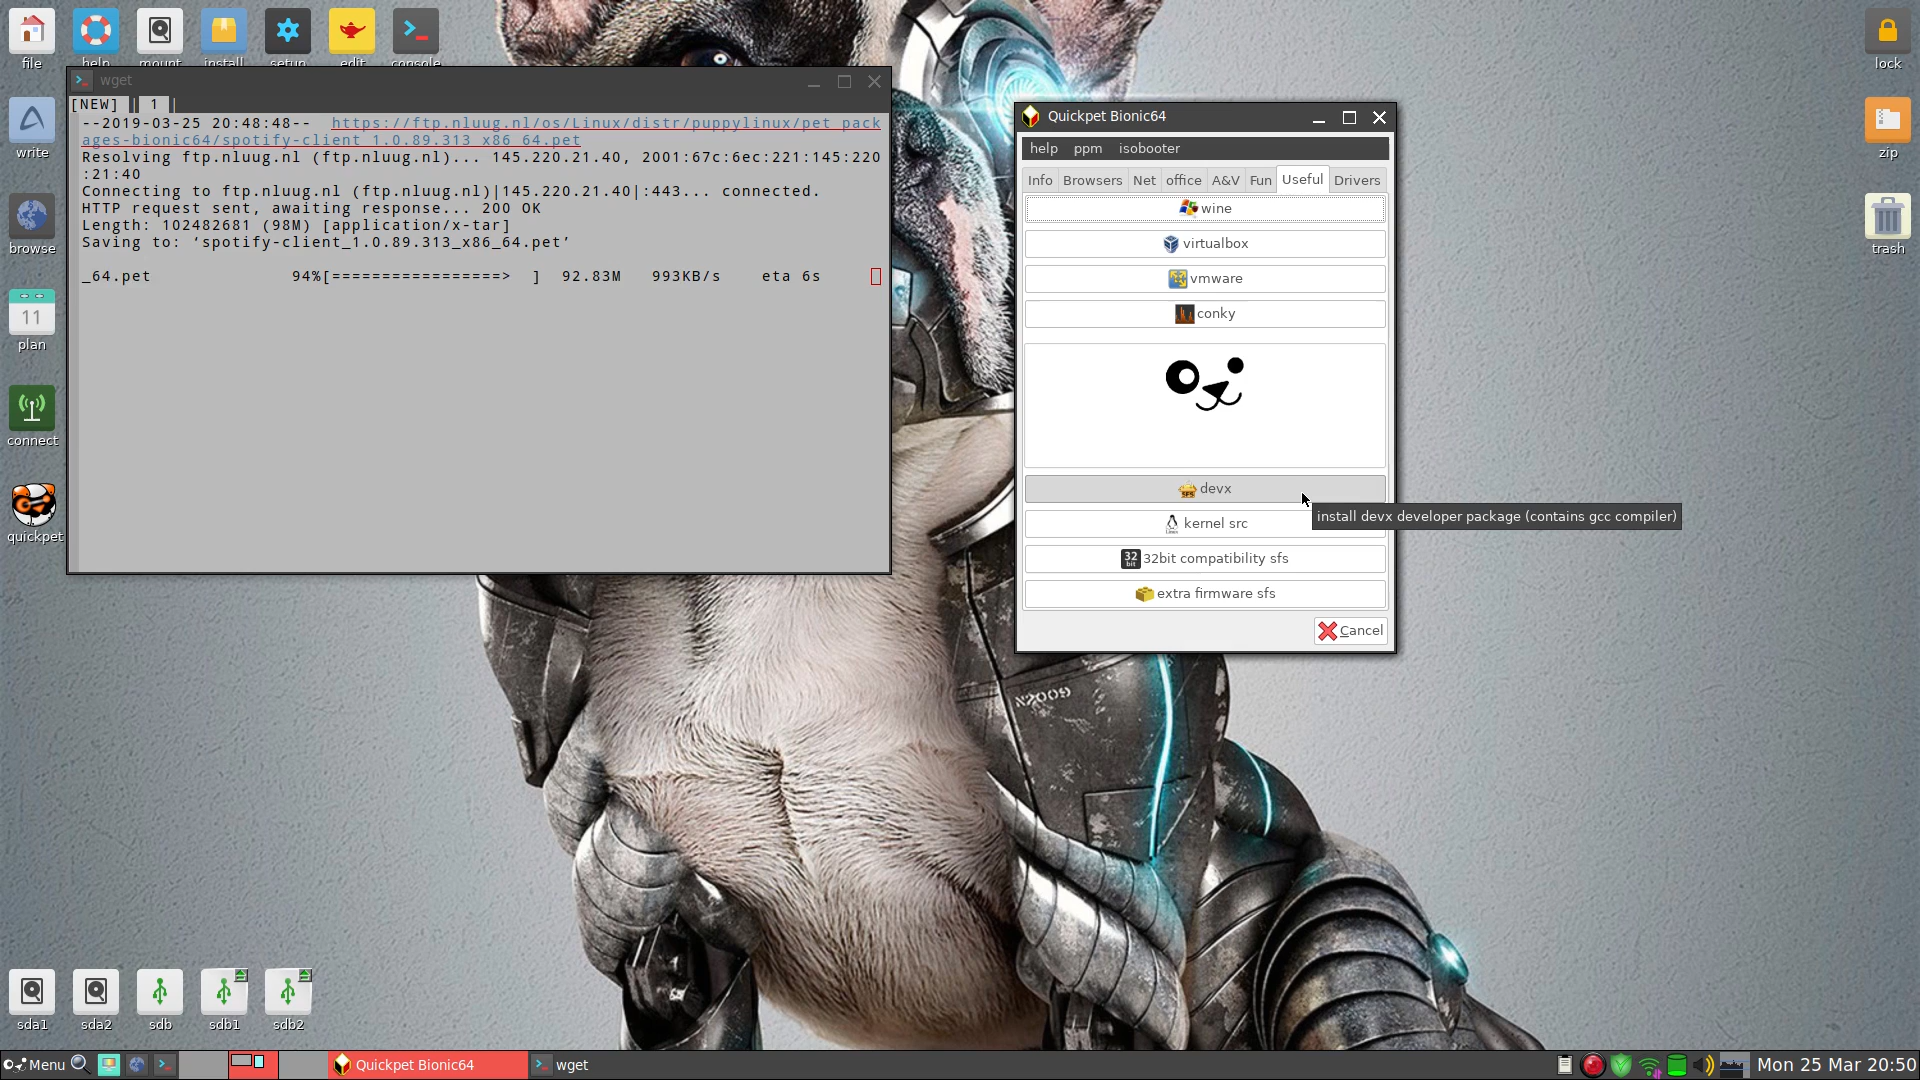 file
help
mount
install
setup
edit
console
lock
write
zip
browse
trash
11
plan
connect
quickpet
wget
[NEW] | 1 |
--2019-03-25 20:48:48-- https://ftp.nluug.nl/os/Linux/distr/puppylinux/pet_pack
ages-bionic64/spotify-client_1.0.89.313_x86_64.pet
Resolving ftp.nluug.nl (ftp.nluug.nl)... 145.220.21.40, 2001:67c:6ec:221:145:220
:21:40
Connecting to ftp.nluug.nl (ftp.nluug.nl)|145.220.21.40|:443... connected.
HTTP request sent, awaiting response... 200 OK
Length: 102482681 (98M) [application/x-tar]
Saving to: ‘spotify-client_1.0.89.313_x86_64.pet’
_64.pet 94%[=================> ] 92.83M 993KB/s eta 6s
Quickpet Bionic64
help ppm isobooter
Info Browsers Net office A&V Fun Useful Drivers
wine
virtualbox
vmware
conky
SFS devx
install devx developer package (contains gcc compiler)
kernel src
32 bit 32bit compatibility sfs
extra firmware sfs
Cancel
N2009
sda1
sda2
sdb
sdb1
sdb2
Menu
Quickpet Bionic64
wget
Mon 25 Mar 20:50